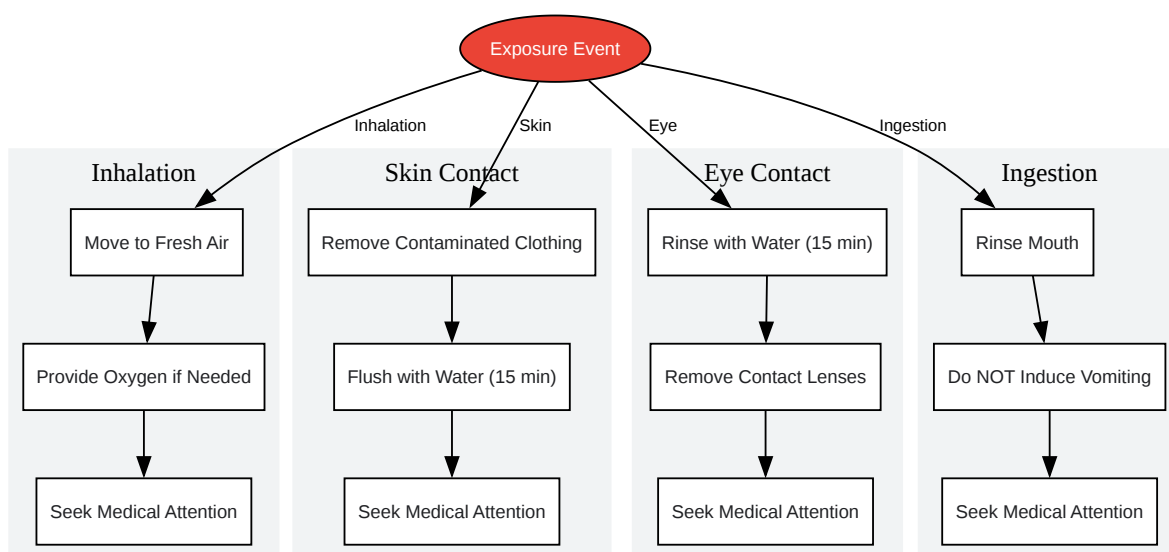 Exposure Event
Inhalation
Skin
Eye
Ingestion
Inhalation
Skin Contact
Eye Contact
Ingestion
Move to Fresh Air
Remove Contaminated Clothing
Rinse with Water (15 min)
Rinse Mouth
Provide Oxygen if Needed
Flush with Water (15 min)
Remove Contact Lenses
Do NOT Induce Vomiting
Seek Medical Attention
Seek Medical Attention
Seek Medical Attention
Seek Medical Attention